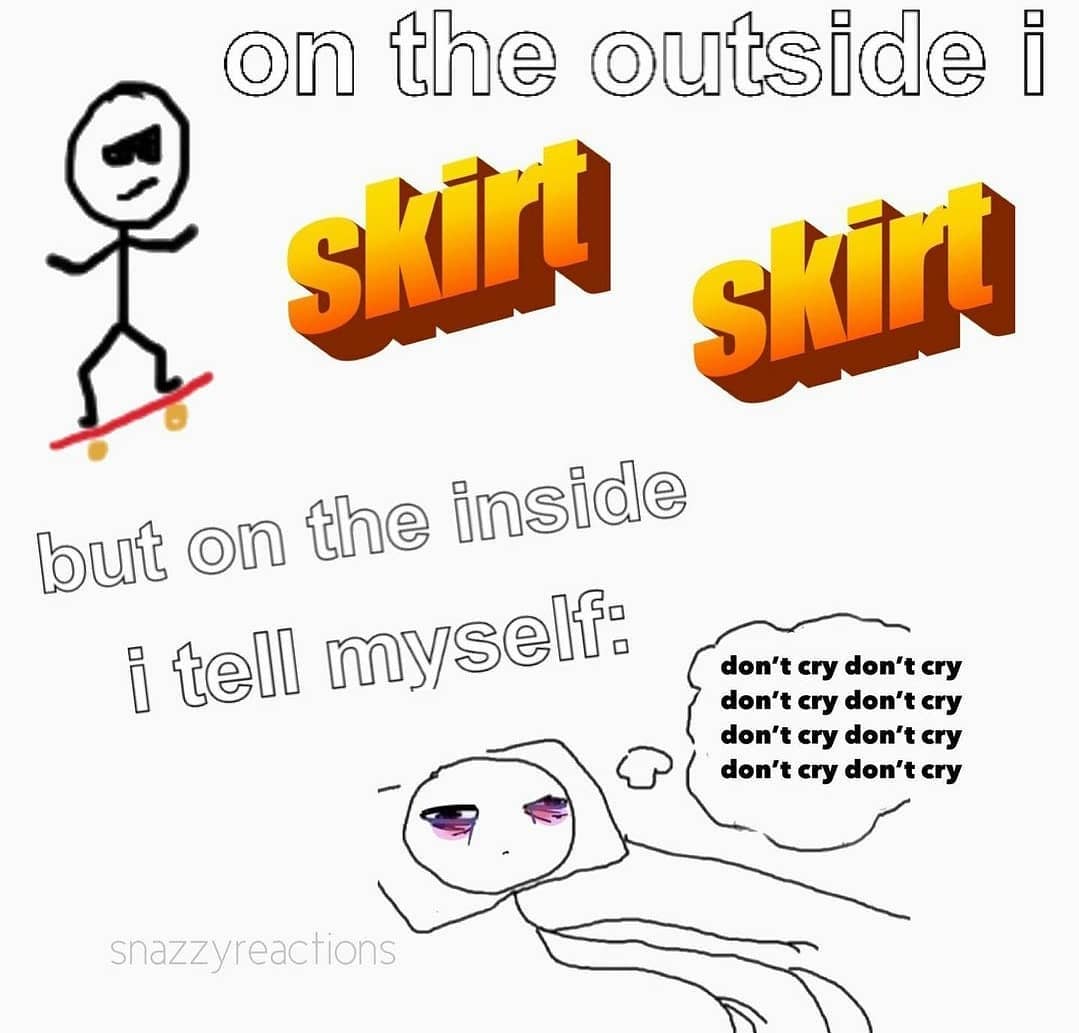 on the outside i
skirt
skirt
but on the inside
i tell myself:
don't cry don't cry
don't cry don't cry
don't cry don't cry
don't cry don't cry
snazzyreactions